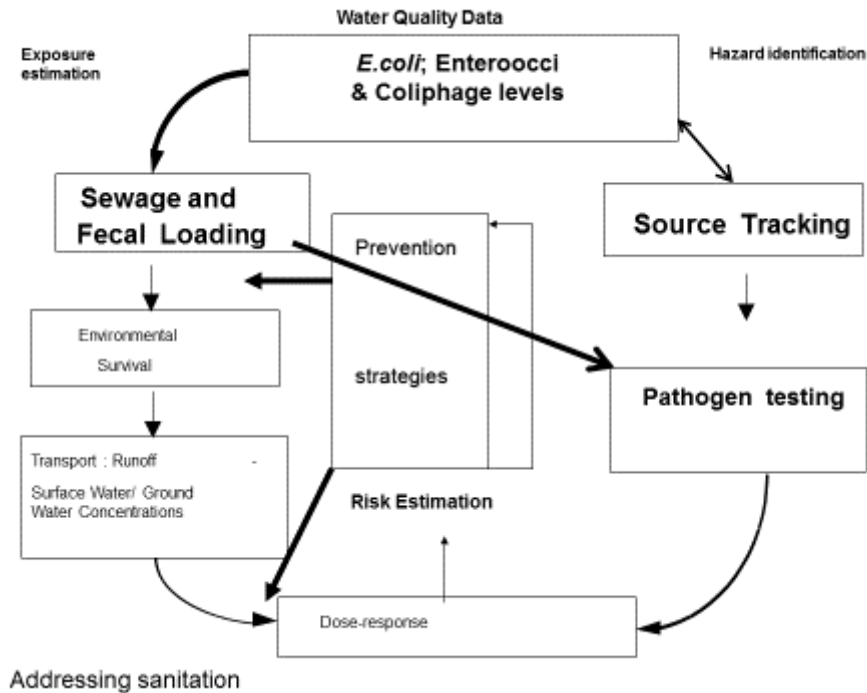 Water Quality Data
Exposure
estimation
E.coli; Enteroocci
& Coliphage levels
Hazard identification
Sewage and
Fecal Loading
Source Tracking
Prevention
strategies
Environmental
Survival
Pathogen testing
Transport : Runoff -
Surface Water/ Ground
Water Concentrations
Risk Estimation
Dose-response
Addressing sanitation